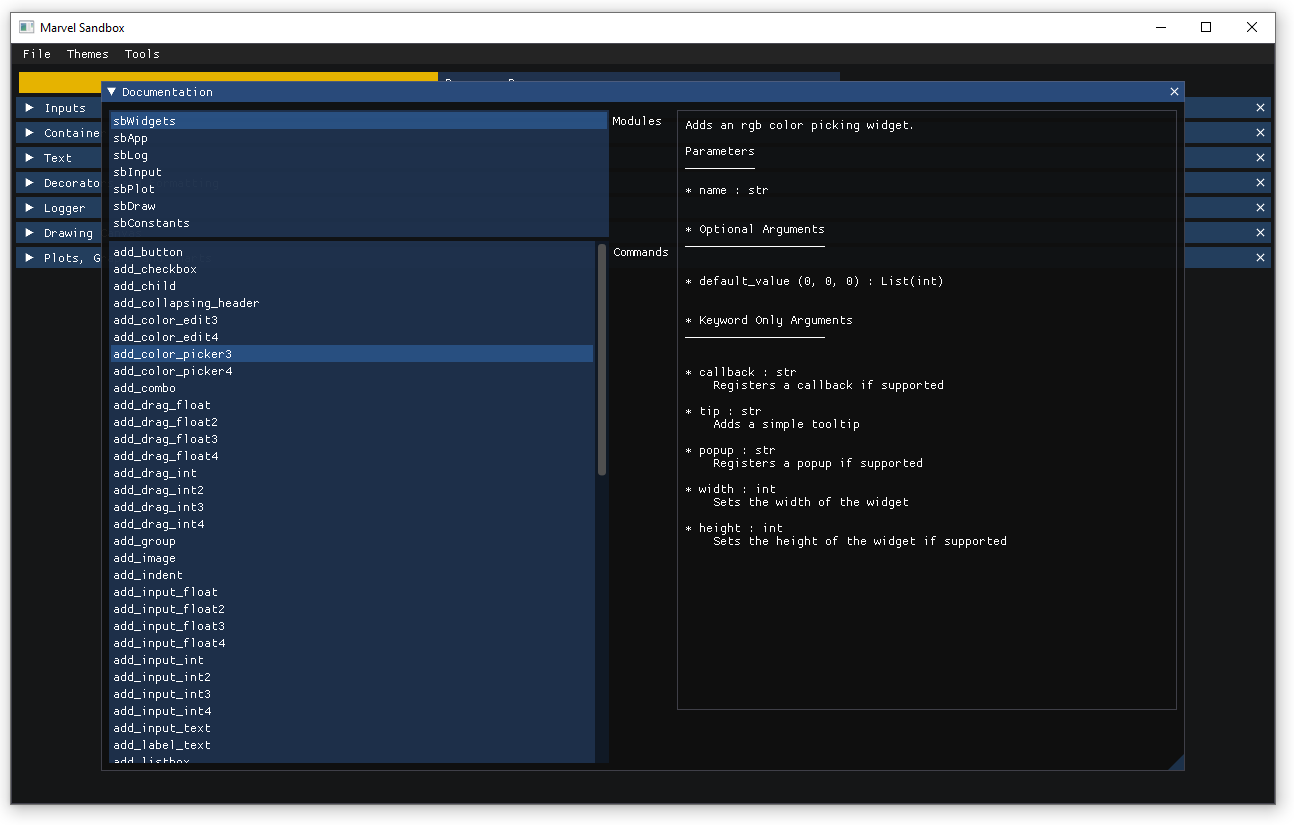 Marvel Sandbox
File Themes Tools
Documentation
Inputs
Containe
Text
Decorato
Logger
Drawing
Plots, G
sbWidgets
sbApp
sbLog
sbInput
sbPlot
sbDraw
sbConstants
Modules
add_button
add_checkbox
add_child
add_collapsing_header
add_color_edit3
add_color_edit4
add_color_picker3
add_color_picker4
add_combo
add_drag_float
add_drag_float2
add_drag_float3
add_drag_float4
add_drag_int
add_drag_int2
add_drag_int3
add_drag_int4
add_group
add_image
add_indent
add_input_float
add_input_float2
add_input_float3
add_input_float4
add_input_int
add_input_int2
add_input_int3
add_input_int4
add_input_text
add_label_text
add_listbox
Commands
Adds an rgb color picking widget.
Parameters
* name : str
* Optional Arguments
* default_value (0, 0, 0) : List(int)
* Keyword Only Arguments
* callback : str
Registers a callback if supported
* tip : str
Adds a simple tooltip
* popup : str
Registers a popup if supported
* width : int
Sets the width of the widget
* height : int
Sets the height of the widget if supported